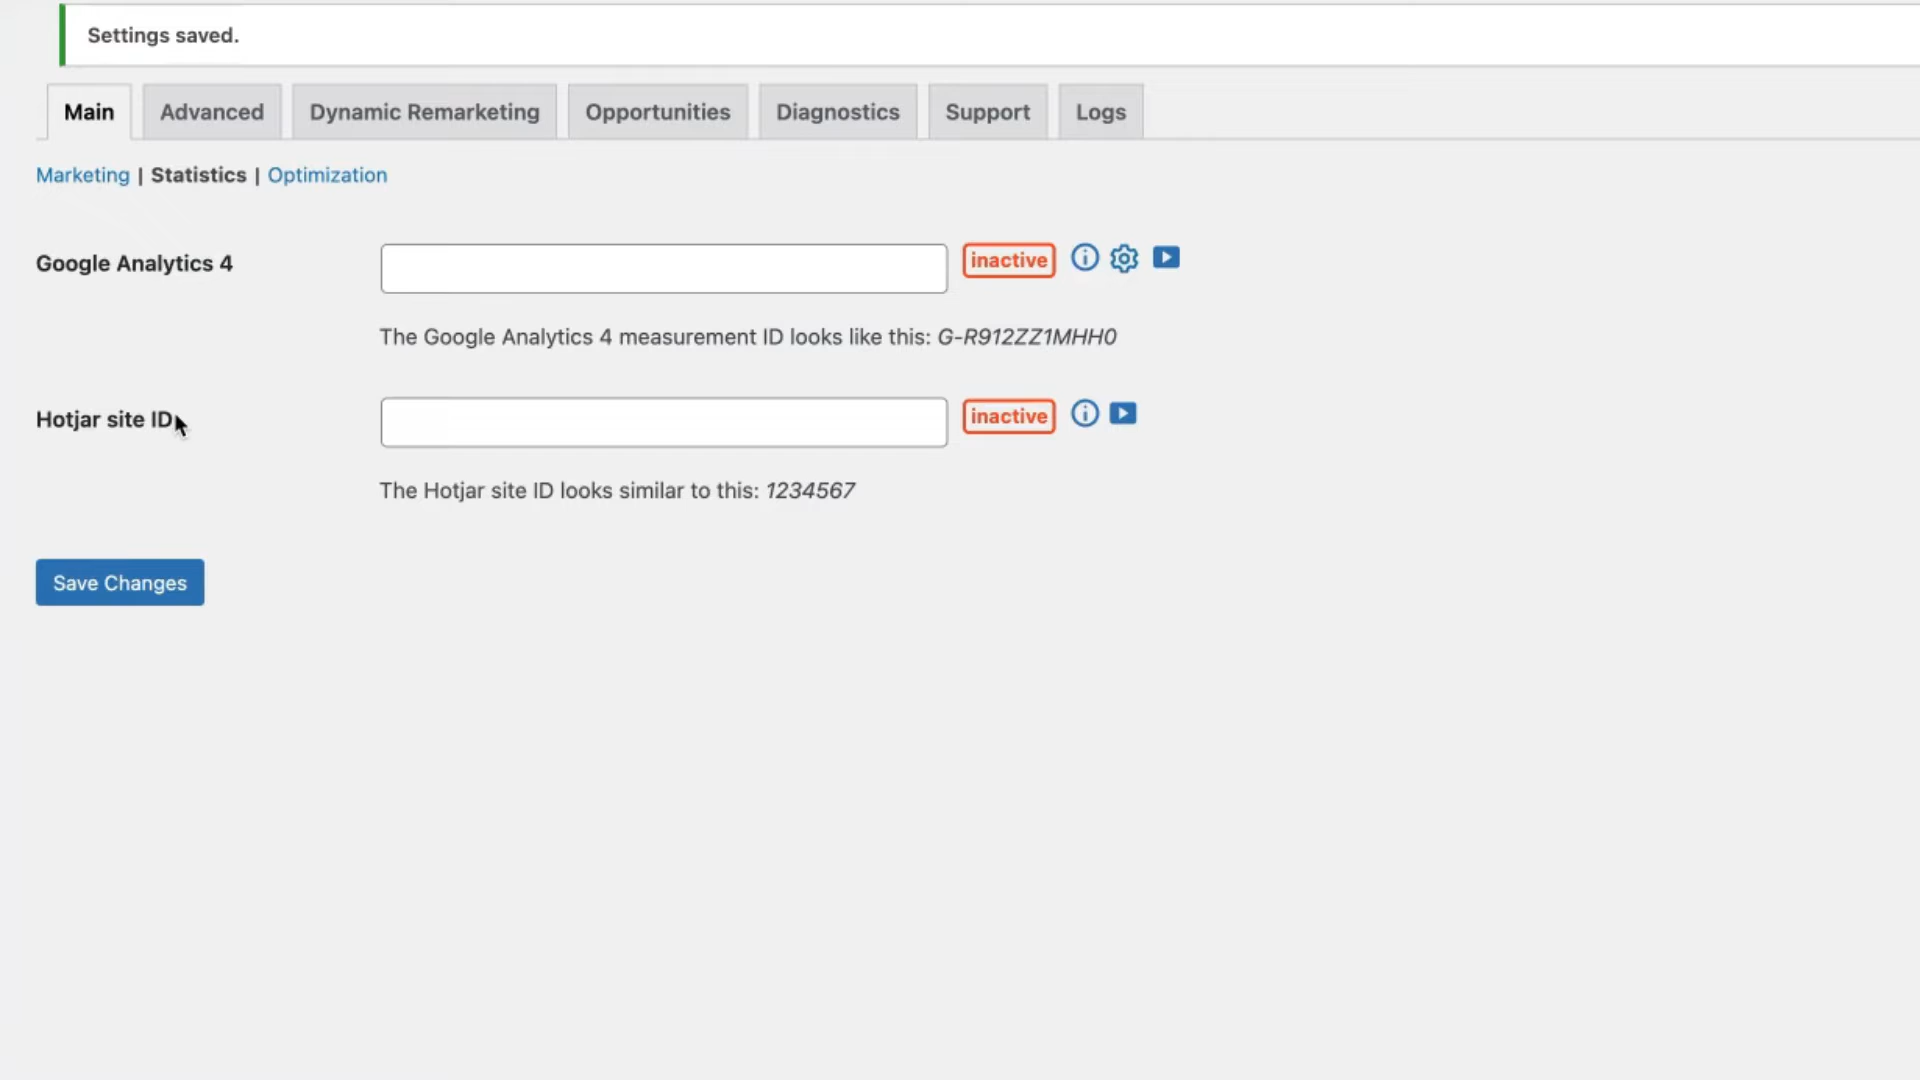 Settings saved.
Main Advanced Dynamic Remarketing Opportunities Diagnostics Support Logs
Marketing | Statistics | Optimization
Google Analytics 4 inactive
The Google Analytics 4 measurement ID looks like this: G-R912ZZ1MHH0
Hotjar site ID inactive
The Hotjar site ID looks similar to this: 1234567
Save Changes